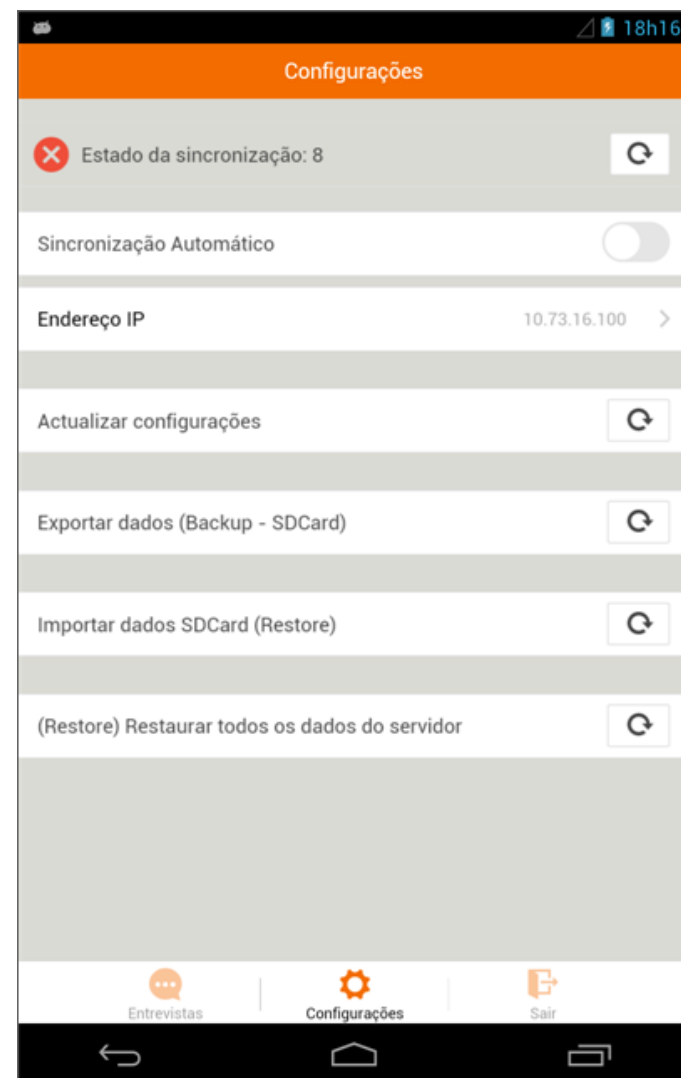 18h16
Configurações
Estado da sincronização: 8
Sincronização Automático
Endereço IP 10.73.16.100
Actualizar configurações
Exportar dados (Backup - SDCard)
Importar dados SDCard (Restore)
(Restore) Restaurar todos os dados do servidor
Entrevistas Configurações Sair